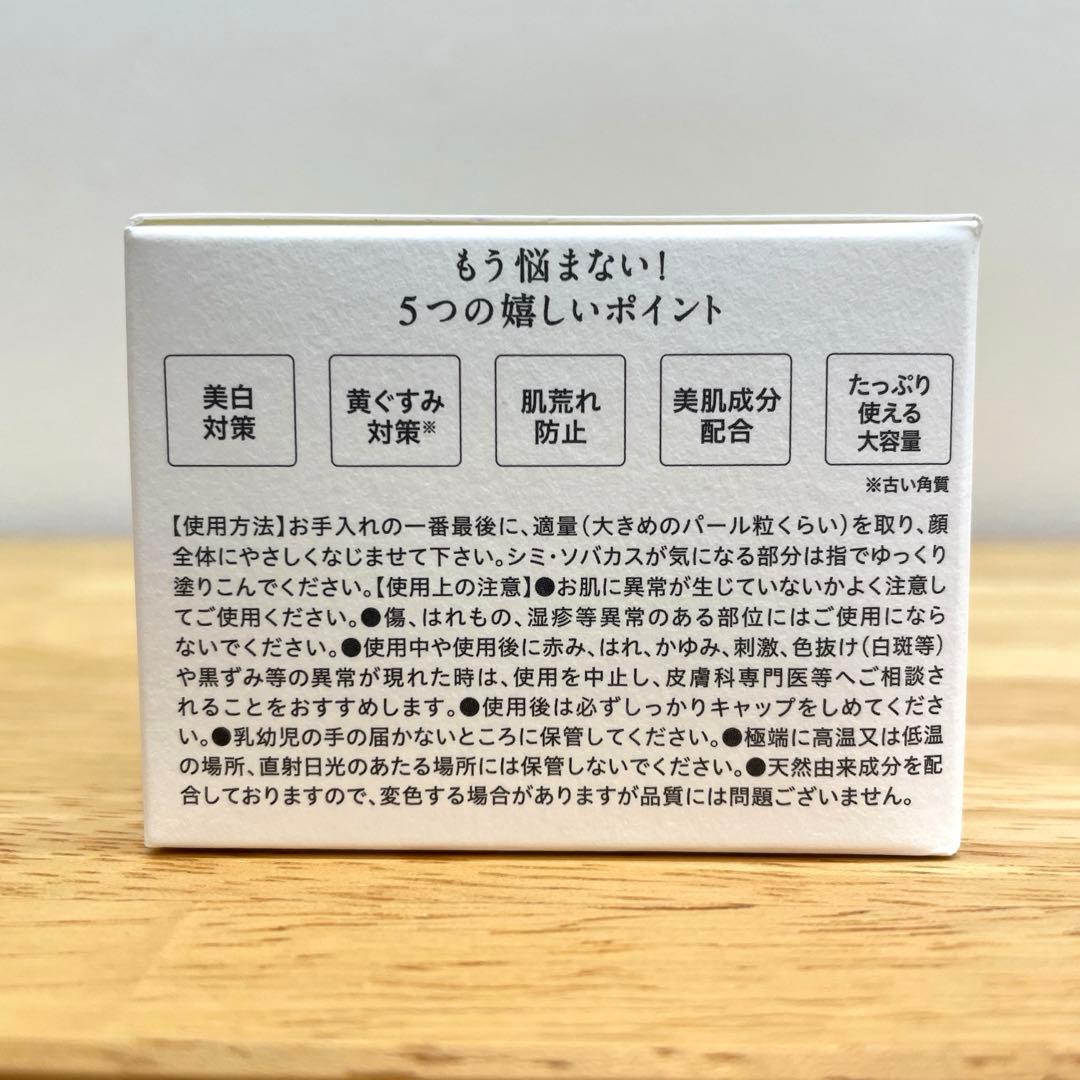 もう悩まない!
5つの嬉しいポイント
美白
対策
黄ぐすみ
対策※
肌荒れ
防止
美肌成分
配合
たっぷり
使える
大容量
※古い角質
【使用方法】お手入れの一番最後に、適量(大きめのパール粒くらい)を取り、顔
全体にやさしくなじませて下さい。シミ・ソバカスが気になる部分は指でゆっくり
塗りこんでください。【使用上の注意】●お肌に異常が生じていないかよく注意し
てご使用ください。●傷、はれもの、湿疹等異常のある部位にはご使用になら
ないでください。●使用中や使用後に赤み、はれ、かゆみ、刺激、色抜け(白斑等)
や黒ずみ等の異常が現れた時は、使用を中止し、皮膚科専門医等へご相談さ
れることをおすすめします。●使用後は必ずしっかりキャップをしめてくださ
い。●乳幼児の手の届かないところに保管してください。●極端に高温又は低温
の場所、直射日光のあたる場所には保管しないでください。●天然由来成分を配
合しておりますので、変色する場合がありますが品質には問題ございません。